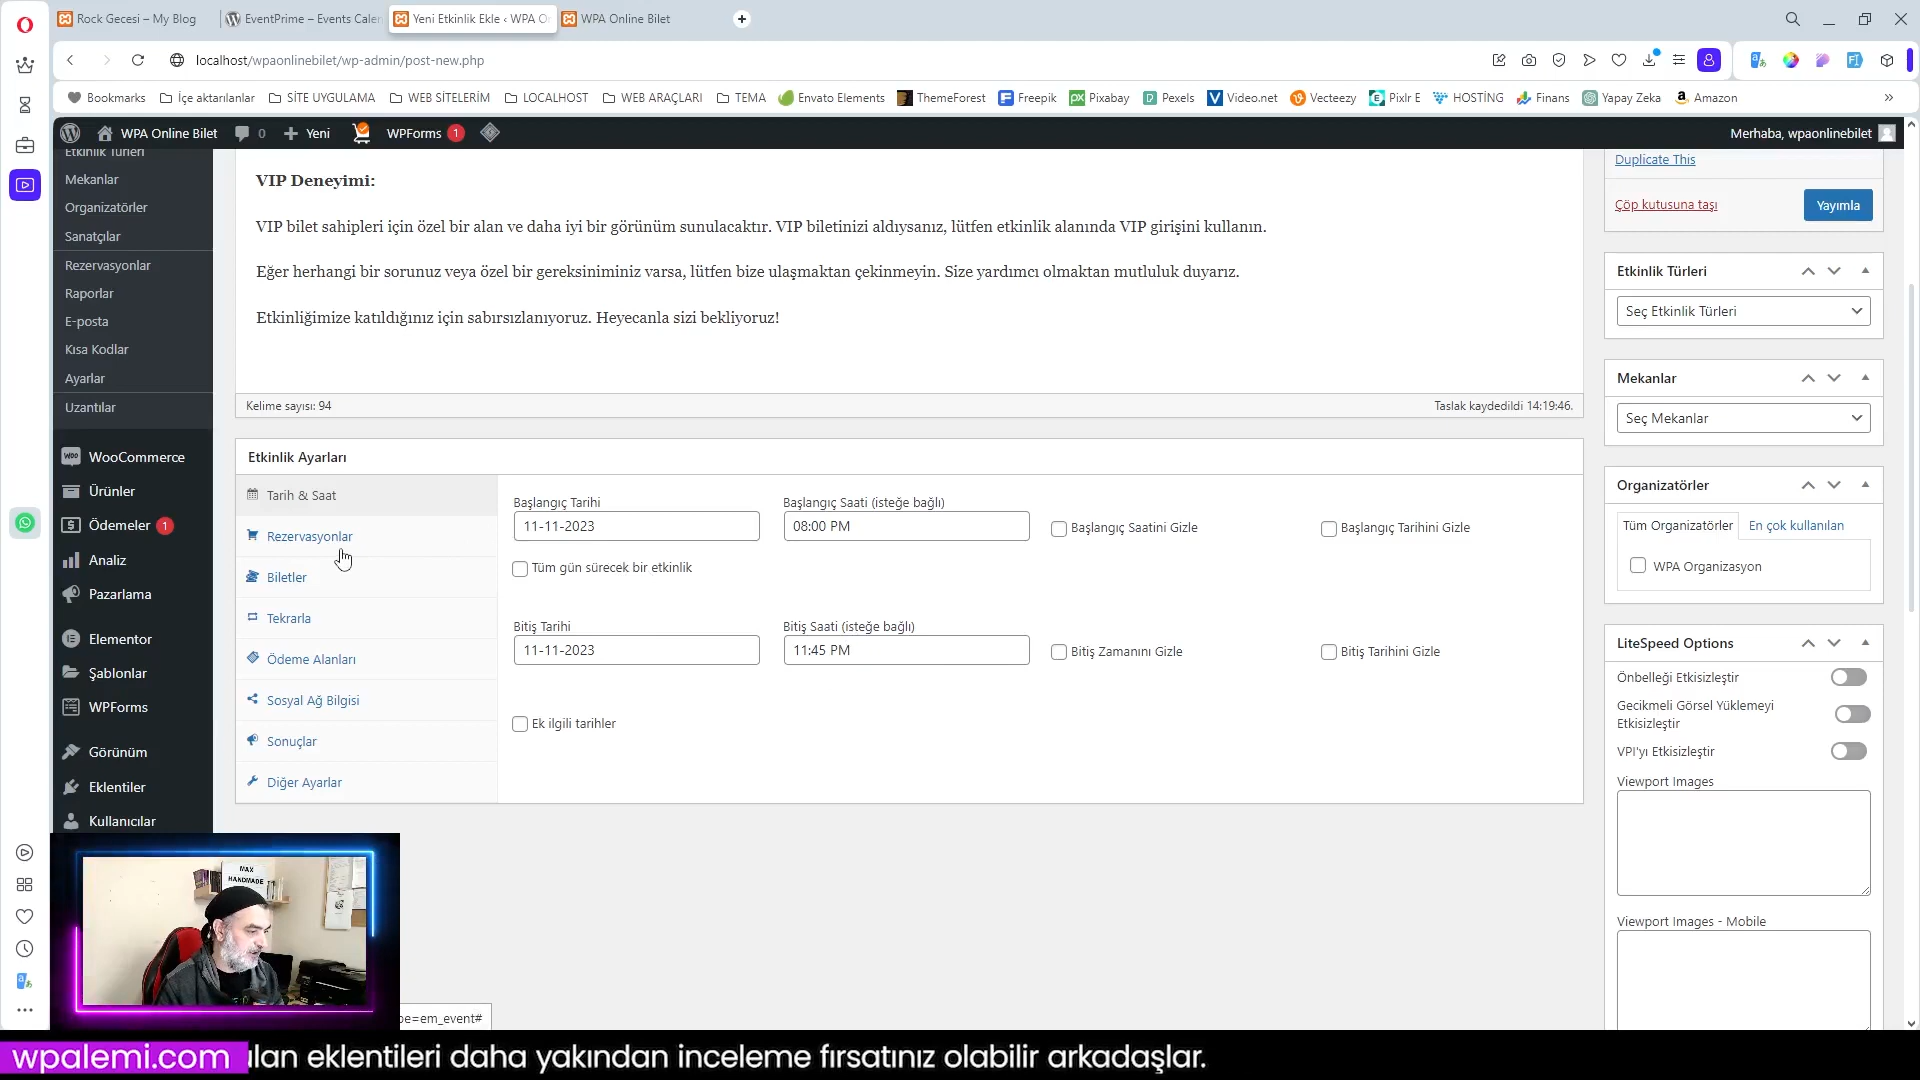 Rock Gecesi – My Blog
EventPrime – Events Calen
Yeni Etkinlik Ekle ‹ WPA O
WPA Online Bilet
localhost/wpaonlinebilet/wp-admin/post-new.php
Bookmarks
İçe aktarılanlar
SİTE UYGULAMA
WEB SİTELERİM
LOCALHOST
WEB ARAÇLARI
TEMA
Envato Elements
ThemeForest
Freepik
Pixabay
Pexels
Video.net
Vecteezy
Pixlr E
HOSTİNG
Finans
Yapay Zeka
Amazon
WPA Online Bilet
0
Yeni
WPForms 1
Merhaba, wpaonlinebilet
Etkinlik Türleri
Mekanlar
Organizatörler
Sanatçılar
Rezervasyonlar
Raporlar
E-posta
Kısa Kodlar
Ayarlar
Uzantılar
WooCommerce
Ürünler
Ödemeler 1
Analiz
Pazarlama
Elementor
Şablonlar
WPForms
Görünüm
Eklentiler
Kullanıcılar
VIP Deneyimi:
VIP bilet sahipleri için özel bir alan ve daha iyi bir görünüm sunulacaktır. VIP biletinizi aldıysanız, lütfen etkinlik alanında VIP girişini kullanın.
Eğer herhangi bir sorunuz veya özel bir gereksiniminiz varsa, lütfen bize ulaşmaktan çekinmeyin. Size yardımcı olmaktan mutluluk duyarız.
Etkinliğimize katıldığınız için sabırsızlanıyoruz. Heyecanla sizi bekliyoruz!
Kelime sayısı: 94
Taslak kaydedildi 14:19:46.
Etkinlik Ayarları
Tarih & Saat
Rezervasyonlar
Biletler
Tekrarla
Ödeme Alanları
Sosyal Ağ Bilgisi
Sonuçlar
Diğer Ayarlar
Başlangıç Tarihi
Başlangıç Saati (isteğe bağlı)
11-11-2023
08:00 PM
Başlangıç Saatini Gizle
Başlangıç Tarihini Gizle
Tüm gün sürecek bir etkinlik
Bitiş Tarihi
Bitiş Saati (isteğe bağlı)
11-11-2023
11:45 PM
Bitiş Zamanını Gizle
Bitiş Tarihini Gizle
Ek ilgili tarihler
Duplicate This
Çöp kutusuna taşı
Yayımla
Etkinlik Türleri
Seç Etkinlik Türleri
Mekanlar
Seç Mekanlar
Organizatörler
Tüm Organizatörler
En çok kullanılan
WPA Organizasyon
LiteSpeed Options
Önbelleği Etkisizleştir
Gecikmeli Görsel Yüklemeyi
Etkisizleştir
VPI'yı Etkisizleştir
Viewport Images
Viewport Images - Mobile
MAX
HANDMADE
pe=em_event#
wpalemi.com
ulan eklentileri daha yakından inceleme fırsatınız olabilir arkadaşlar.